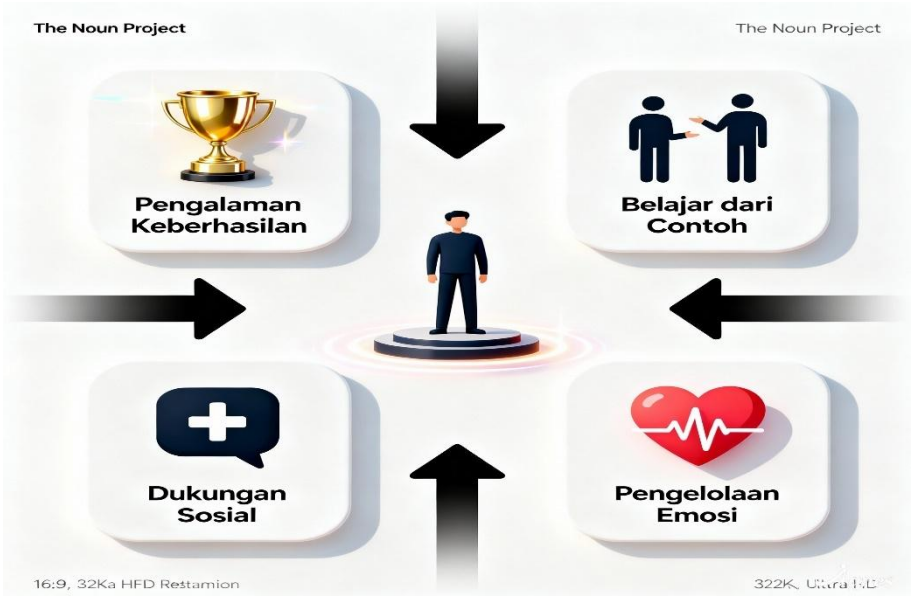 The Noun Project
The Noun Project
Pengalaman
Keberhasilan
Belajar dari
Contoh
Dukungan
Sosial
Pengelolaan
Emosi
16:9, 32Ka HFD Restamion
322K,